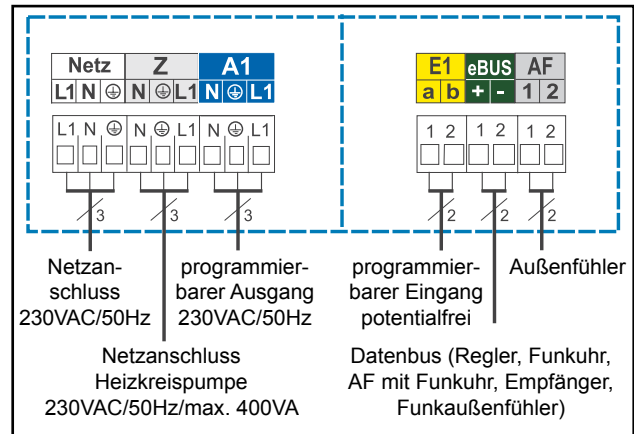 Netz Z A1 E1 eBUS AF
L1 N ⏚ N ⏚ L1 N ⏚ L1 a b + - 1 2
L1 N ⏚ N ⏚ L1 N ⏚ L1 1 2 1 2 1 2
3 3 3 2 2 2
Netzan-
schluss
230VAC/50Hz
programmier-
barer Ausgang
230VAC/50Hz
programmier-
barer Eingang
potentialfrei
Außenfühler
Netzanschluss
Heizkreispumpe
230VAC/50Hz/max. 400VA
Datenbus (Regler, Funkuhr,
AF mit Funkuhr, Empfänger,
Funkaußenfühler)